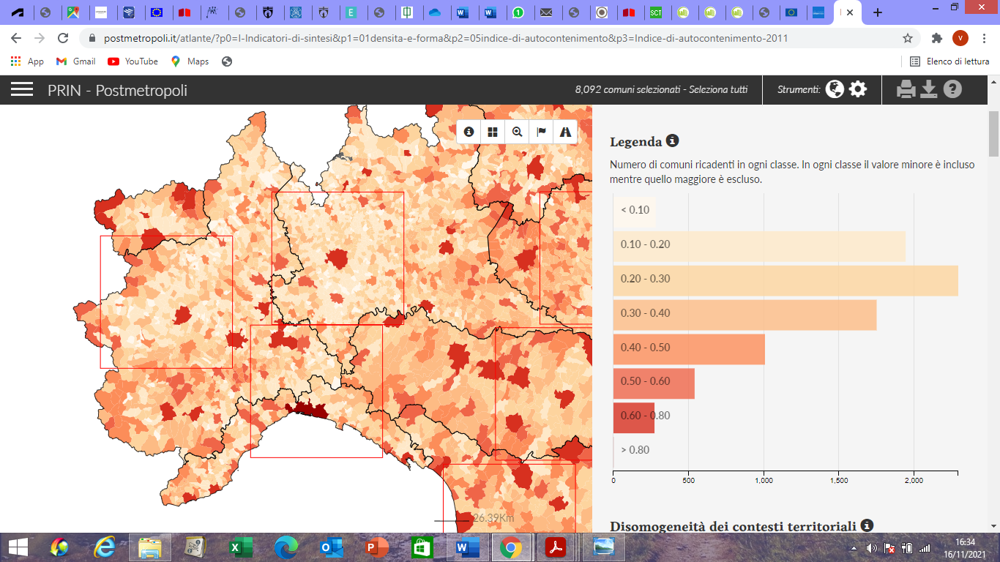 E
SCT
V
postmetropoli.it/atlante/?p0=I-Indicatori-di-sintesi&p1=01densita-e-forma&p2=05indice-di-autocontenimento&p3=Indice-di-autocontenimento-2011
App
Gmail
YouTube
Maps
Elenco di lettura
PRIN - Postmetropoli
8,092 comuni selezionati - Seleziona tutti
Strumenti:
Legenda
Numero di comuni ricadenti in ogni classe. In ogni classe il valore minore è incluso
mentre quello maggiore è escluso.
< 0.10
0.10 - 0.20
0.20 - 0.30
0.30 - 0.40
0.40 - 0.50
0.50 - 0.60
0.60 - 0.80
> 0.80
0
500
1,000
1,500
2,000
26.39Km
Disomogeneità dei contesti territoriali
16:34
16/11/2021